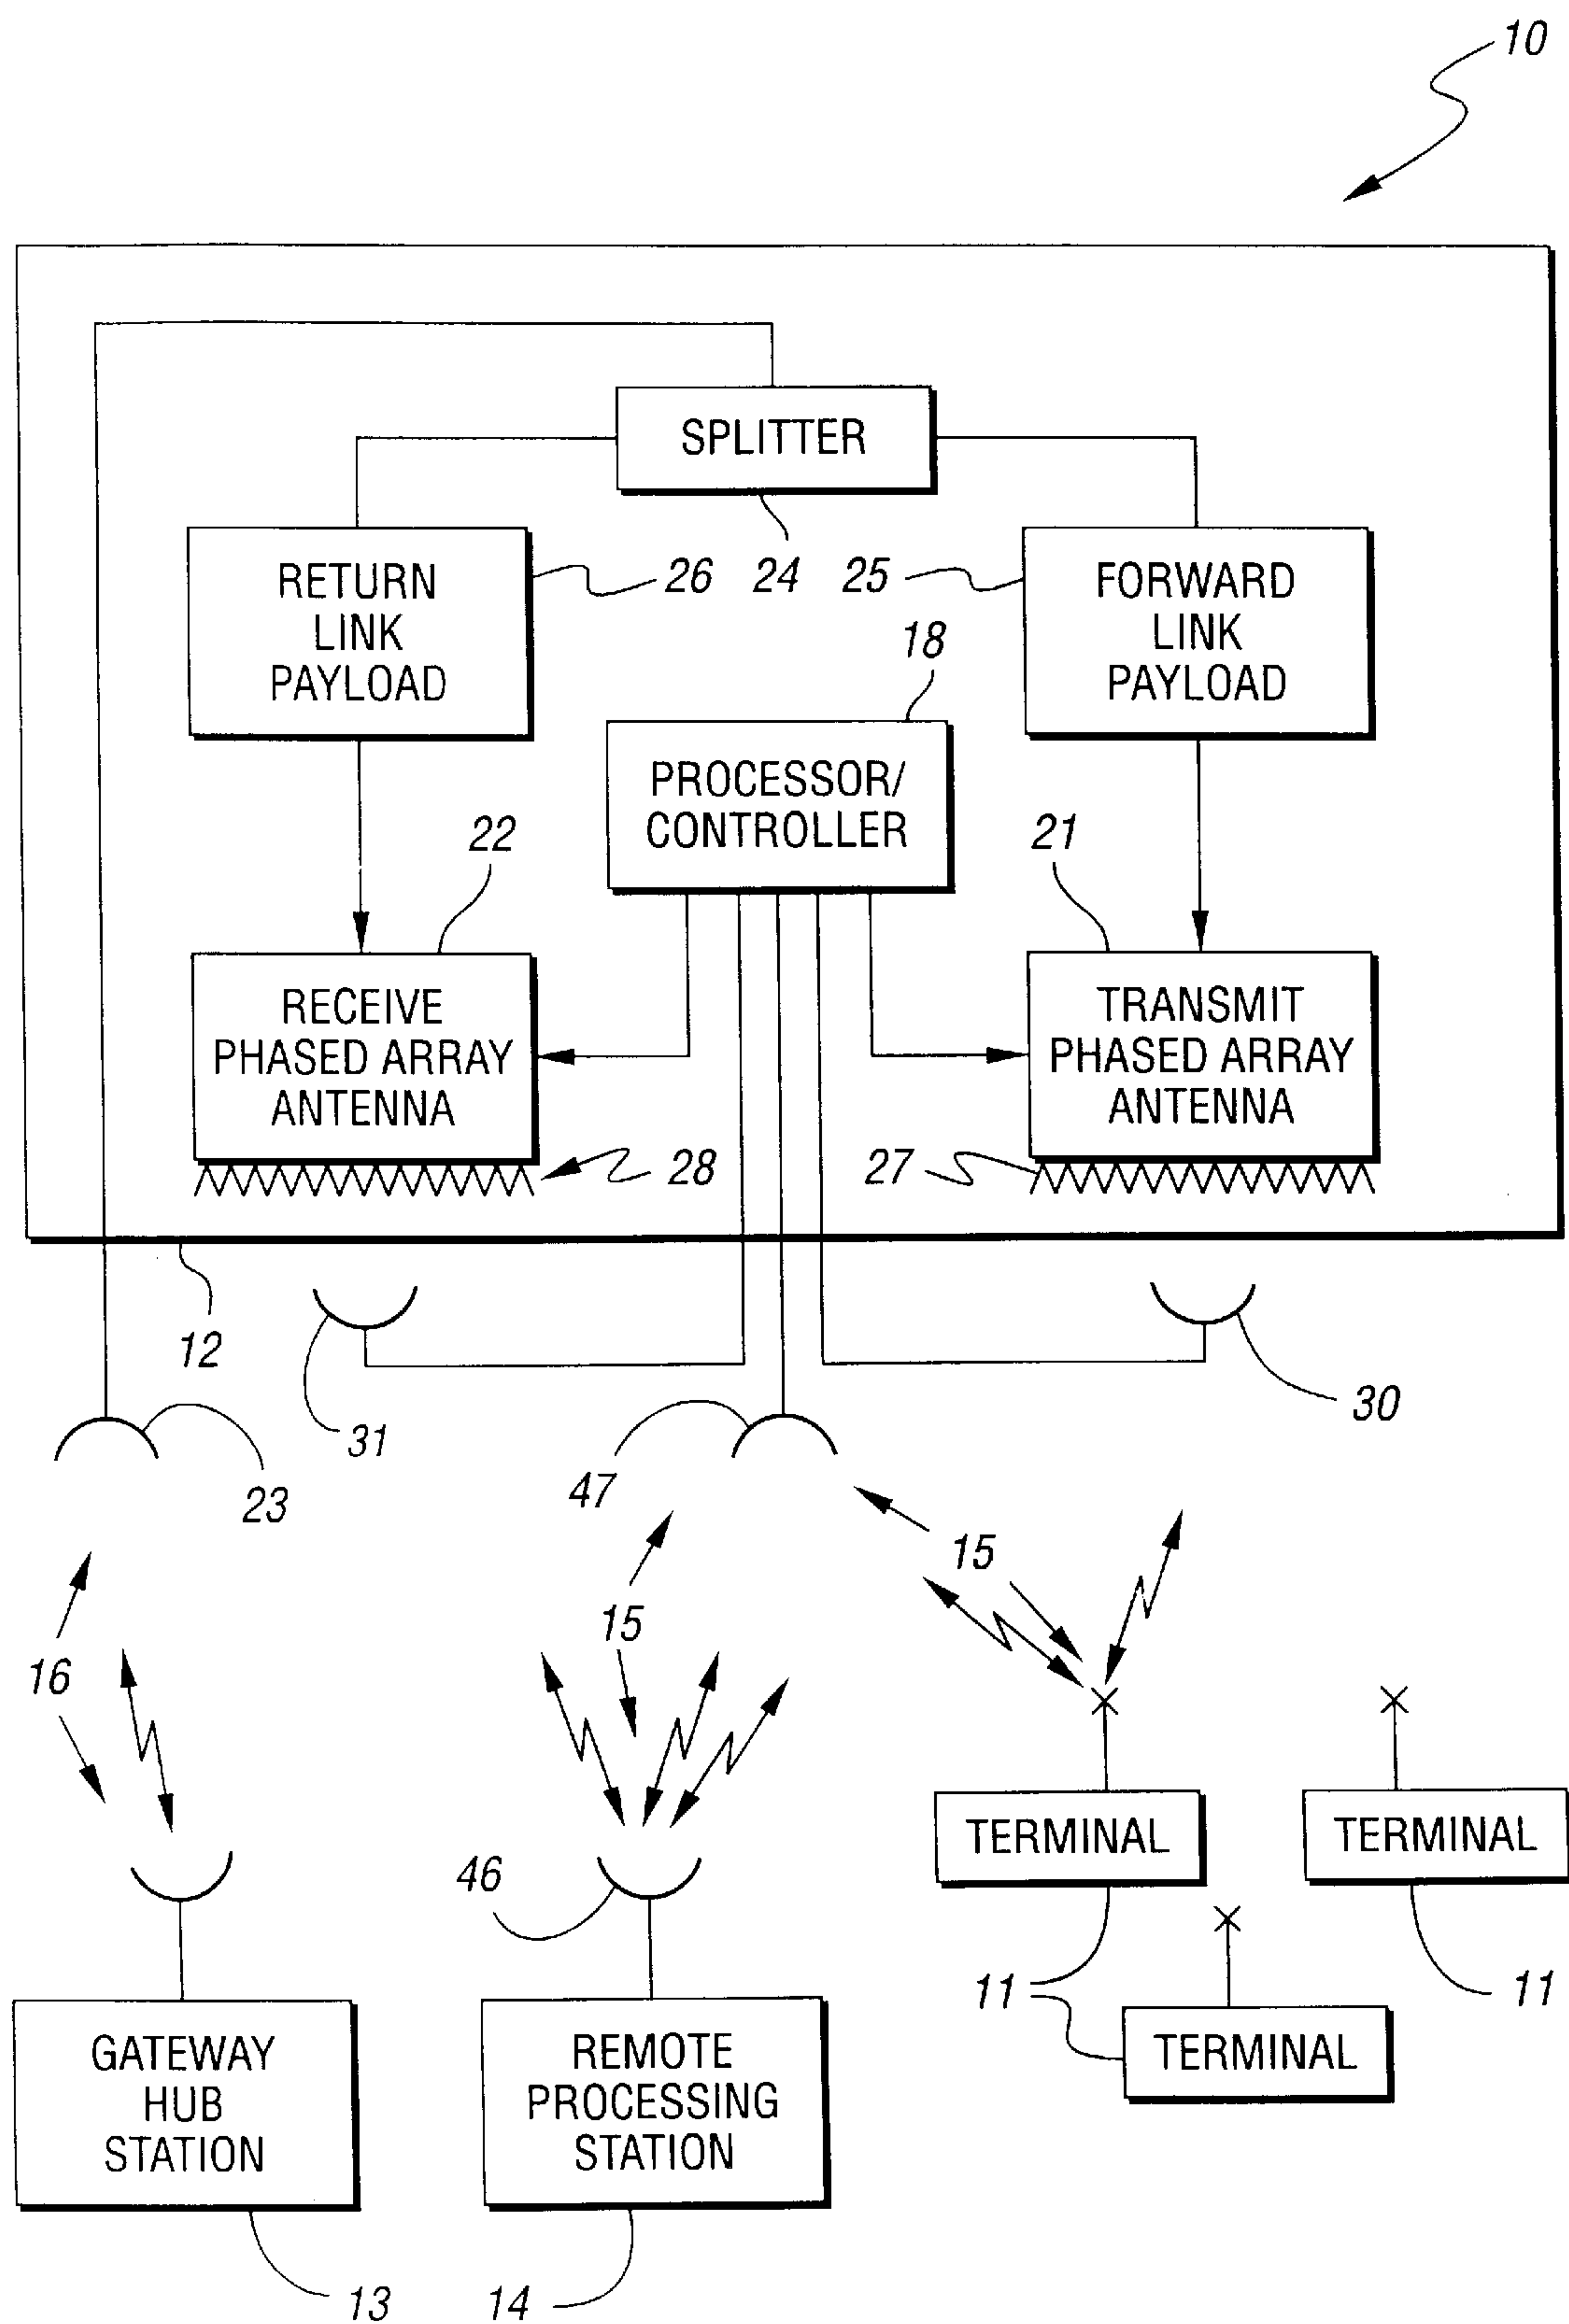 10
SPLITTER
RETURN
LINK
PAYLOAD
26
24
25
FORWARD
LINK
PAYLOAD
18
PROCESSOR/
CONTROLLER
22
21
RECEIVE
PHASED ARRAY
ANTENNA
TRANSMIT
PHASED ARRAY
ANTENNA
28
27
12
31
30
23
47
15
15
16
46
TERMINAL
TERMINAL
11
11
TERMINAL
GATEWAY
HUB
STATION
REMOTE
PROCESSING
STATION
13
14